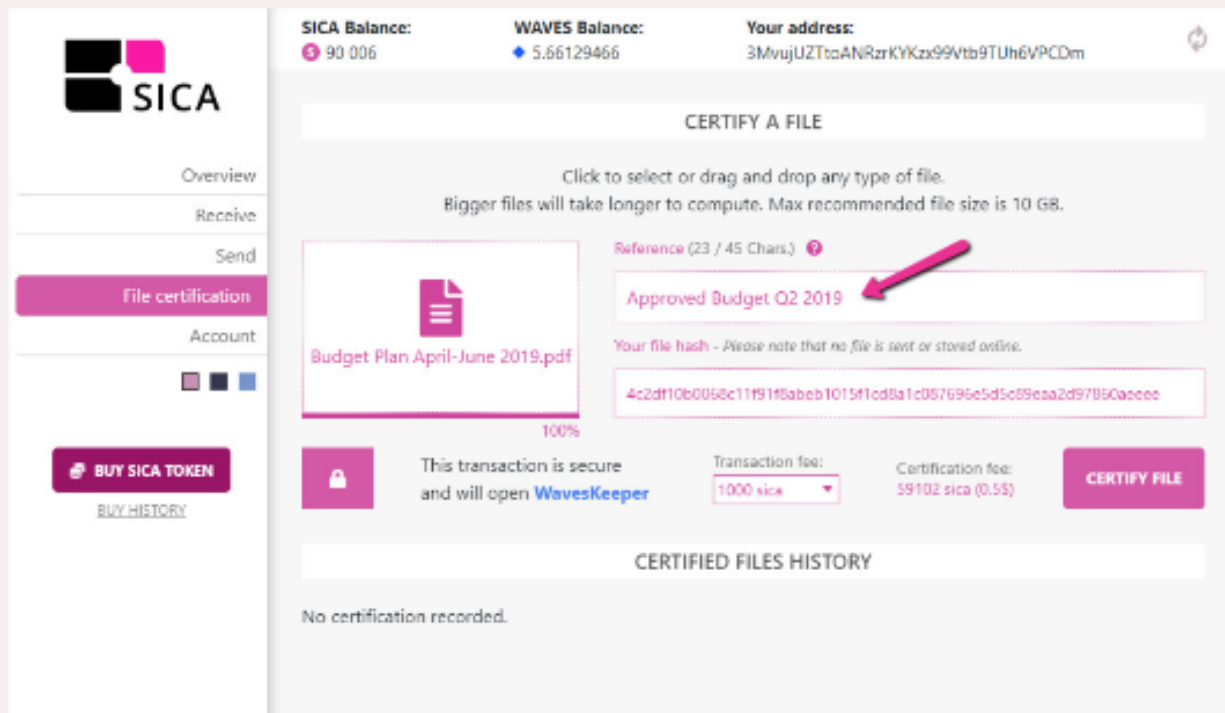 SICA
Overview
Receive
Send
File certification
Account
BUY SICA TOKEN
BUY HISTORY
SICA Balance:
90 006
WAVES Balance:
5.66129466
Your address:
3MvujUZTtoANRzrKYKzx99Vtb9TUh6VPCDm
CERTIFY A FILE
Click to select or drag and drop any type of file.
Bigger files will take longer to compute. Max recommended file size is 10 GB.
Budget Plan April-June 2019.pdf
100%
Reference (23 / 45 Chars.)
Approved Budget Q2 2019
Your file hash - Please note that no file is sent or stored online.
This transaction is secure
and will open WavesKeeper
Transaction fee:
1000 sica
Certification fee:
59102 sica (0.5$)
CERTIFY FILE
CERTIFIED FILES HISTORY
No certification recorded.